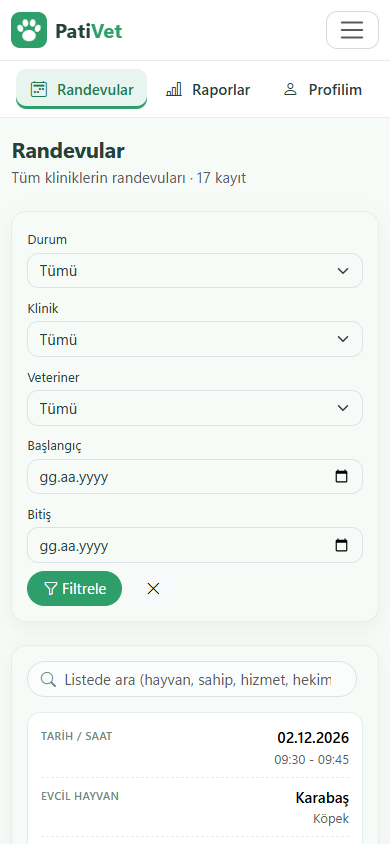 PatiVet
Randevular
Raporlar
Profilim
Randevular
Tüm kliniklerin randevuları · 17 kayıt
Durum
Tümü
Klinik
Tümü
Veteriner
Tümü
Başlangıç
gg.aa.yyyy
Bitiş
gg.aa.yyyy
Filtrele
Listede ara (hayvan, sahip, hizmet, hekim
TARİH / SAAT
02.12.2026
09:30 - 09:45
EVCİL HAYVAN
Karabaş
Köpek